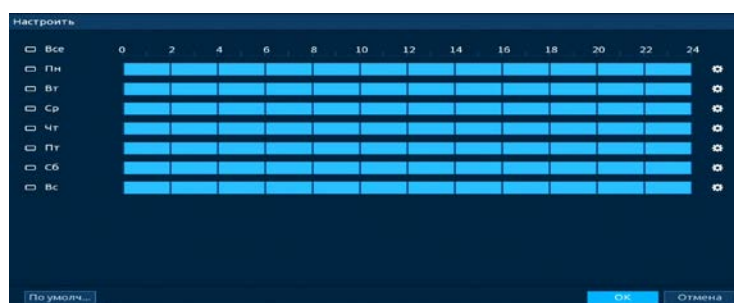 Настроить
Все 0 2 4 6 8 10 12 14 16 18 20 22 24
Пн
Вт
Ср
Чт
Пт
Сб
Вс
По умолч... ОК Отмена